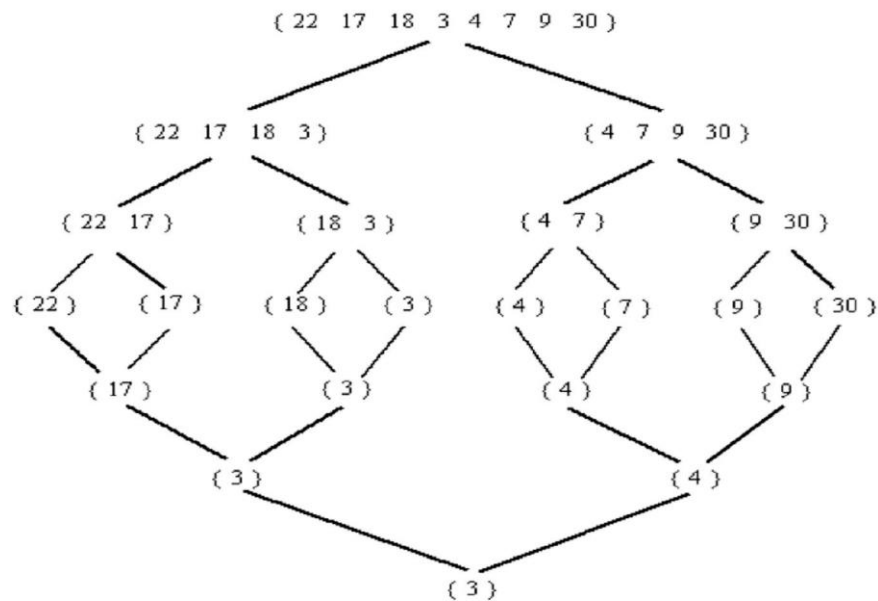 { 22 17 18 3 4 7 9 30 }
{ 22 17 18 3 } { 4 7 9 30 }
{ 22 17 } { 18 3 } { 4 7 } { 9 30 }
{ 22 } { 17 } { 18 } { 3 } { 4 } { 7 } { 9 } { 30 }
{ 17 } { 3 } { 4 } { 9 }
{ 3 } { 4 }
{ 3 }